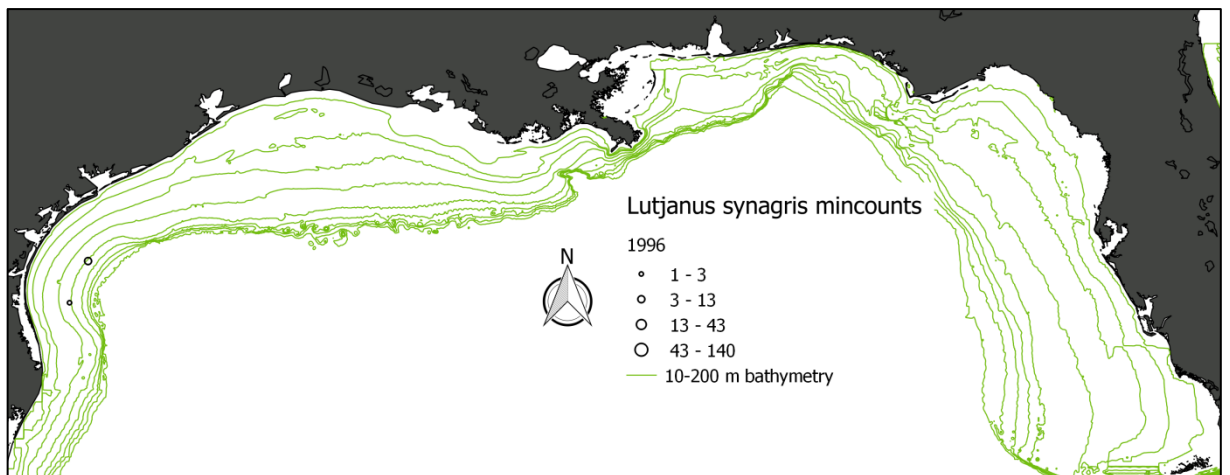 Lutjanus synagris mincounts
1996
N
1 - 3
3 - 13
13 - 43
43 - 140
10-200 m bathymetry